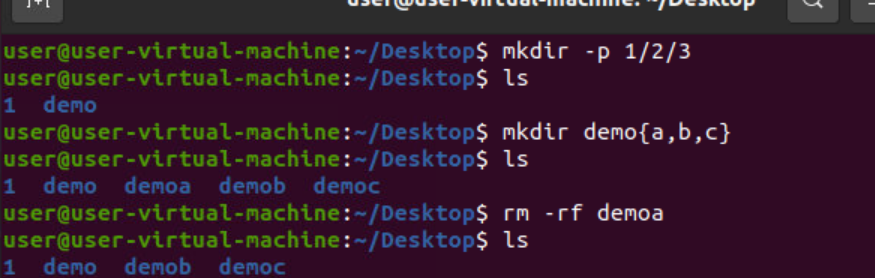 user@user-virtual-machine: ~/Desktop
user@user-virtual-machine:~/Desktop$ mkdir -p 1/2/3
user@user-virtual-machine:~/Desktop$ ls
1 demo
user@user-virtual-machine:~/Desktop$ mkdir demo{a,b,c}
user@user-virtual-machine:~/Desktop$ ls
1 demo demoa demob democ
user@user-virtual-machine:~/Desktop$ rm -rf demoa
user@user-virtual-machine:~/Desktop$ ls
1 demo demob democ